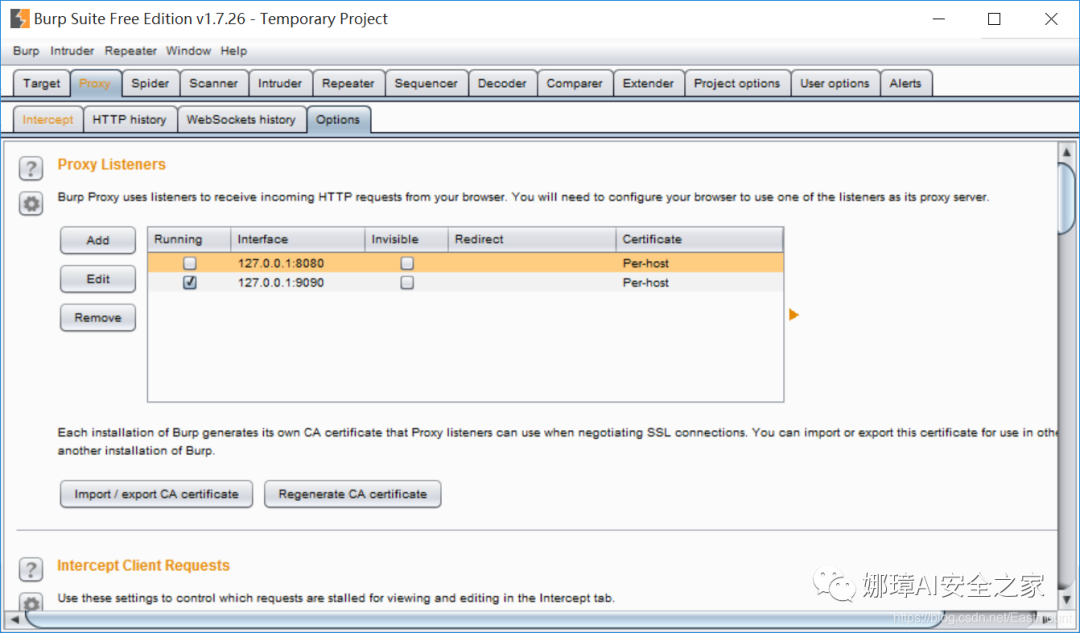 Burp Suite Free Edition v1.7.26 - Temporary Project
Burp Intruder Repeater Window Help
Target Proxy Spider Scanner Intruder Repeater Sequencer Decoder Comparer Extender Project options User options Alerts
Intercept HTTP history WebSockets history Options
? Proxy Listeners
Burp Proxy uses listeners to receive incoming HTTP requests from your browser. You will need to configure your browser to use one of the listeners as its proxy server.
Add
Edit
Remove
Running Interface Invisible Redirect Certificate
127.0.0.1:8080 Per-host
127.0.0.1:9090 Per-host
Each installation of Burp generates its own CA certificate that Proxy listeners can use when negotiating SSL connections. You can import or export this certificate for use in othe
another installation of Burp.
Import / export CA certificate Regenerate CA certificate
? Intercept Client Requests
Use these settings to control which requests are stalled for viewing and editing in the Intercept tab.
娜璋AI安全之家
https://blog.csdn.net/Eastmount